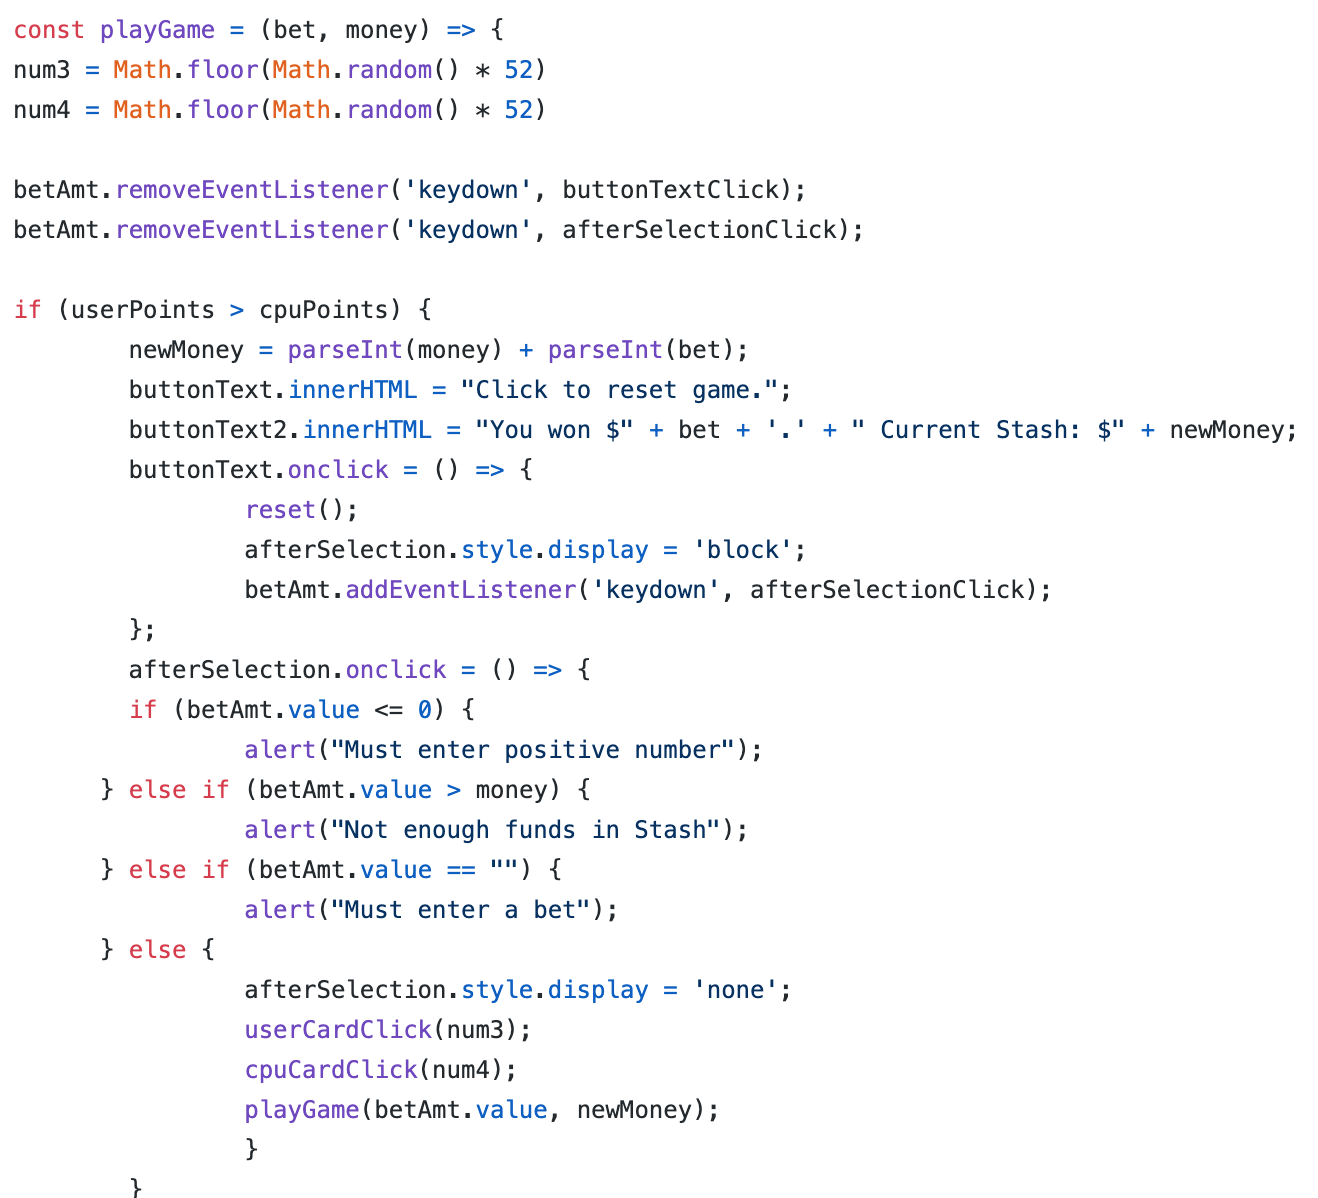 const playGame = (bet, money) => {
num3 = Math.floor(Math.random() * 52)
num4 = Math.floor(Math.random() * 52)

betAmt.removeEventListener('keydown', buttonTextClick);
betAmt.removeEventListener('keydown', afterSelectionClick);

if (userPoints > cpuPoints) {
        newMoney = parseInt(money) + parseInt(bet);
        buttonText.innerHTML = "Click to reset game.";
        buttonText2.innerHTML = "You won $" + bet + '.' + " Current Stash: $" + newMoney;
        buttonText.onclick = () => {
                reset();
                afterSelection.style.display = 'block';
                betAmt.addEventListener('keydown', afterSelectionClick);
        };
        afterSelection.onclick = () => {
        if (betAmt.value <= 0) {
                alert("Must enter positive number");
      } else if (betAmt.value > money) {
                alert("Not enough funds in Stash");
      } else if (betAmt.value == "") {
                alert("Must enter a bet");
      } else {
                afterSelection.style.display = 'none';
                userCardClick(num3);
                cpuCardClick(num4);
                playGame(betAmt.value, newMoney);
                }
        }